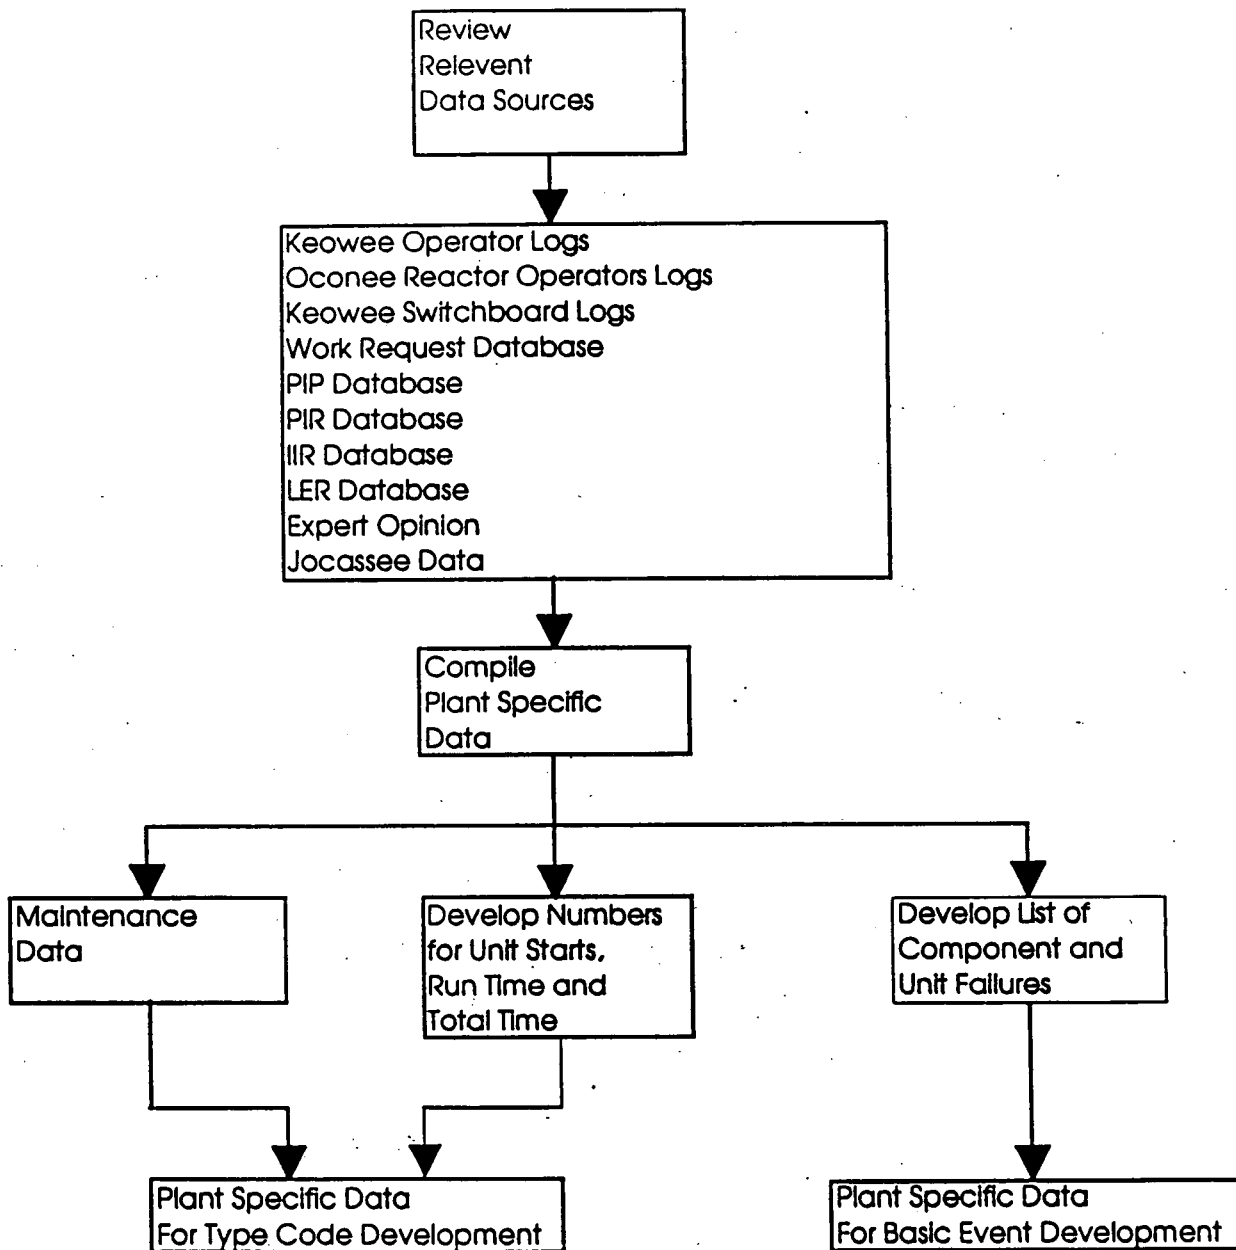 Review
Relevent
Data Sources
Keowee Operator Logs
Oconee Reactor Operators Logs
Keowee Switchboard Logs
Work Request Database
PIP Database
PIR Database
IIR Database
LER Database
Expert Opinion
Jocassee Data
Compile
Plant Specific
Data
Maintenance
Data
Develop Numbers
for Unit Starts,
Run Time and
Total Time
Develop List of
Component and
Unit Failures
Plant Specific Data
For Type Code Development
Plant Specific Data
For Basic Event Development